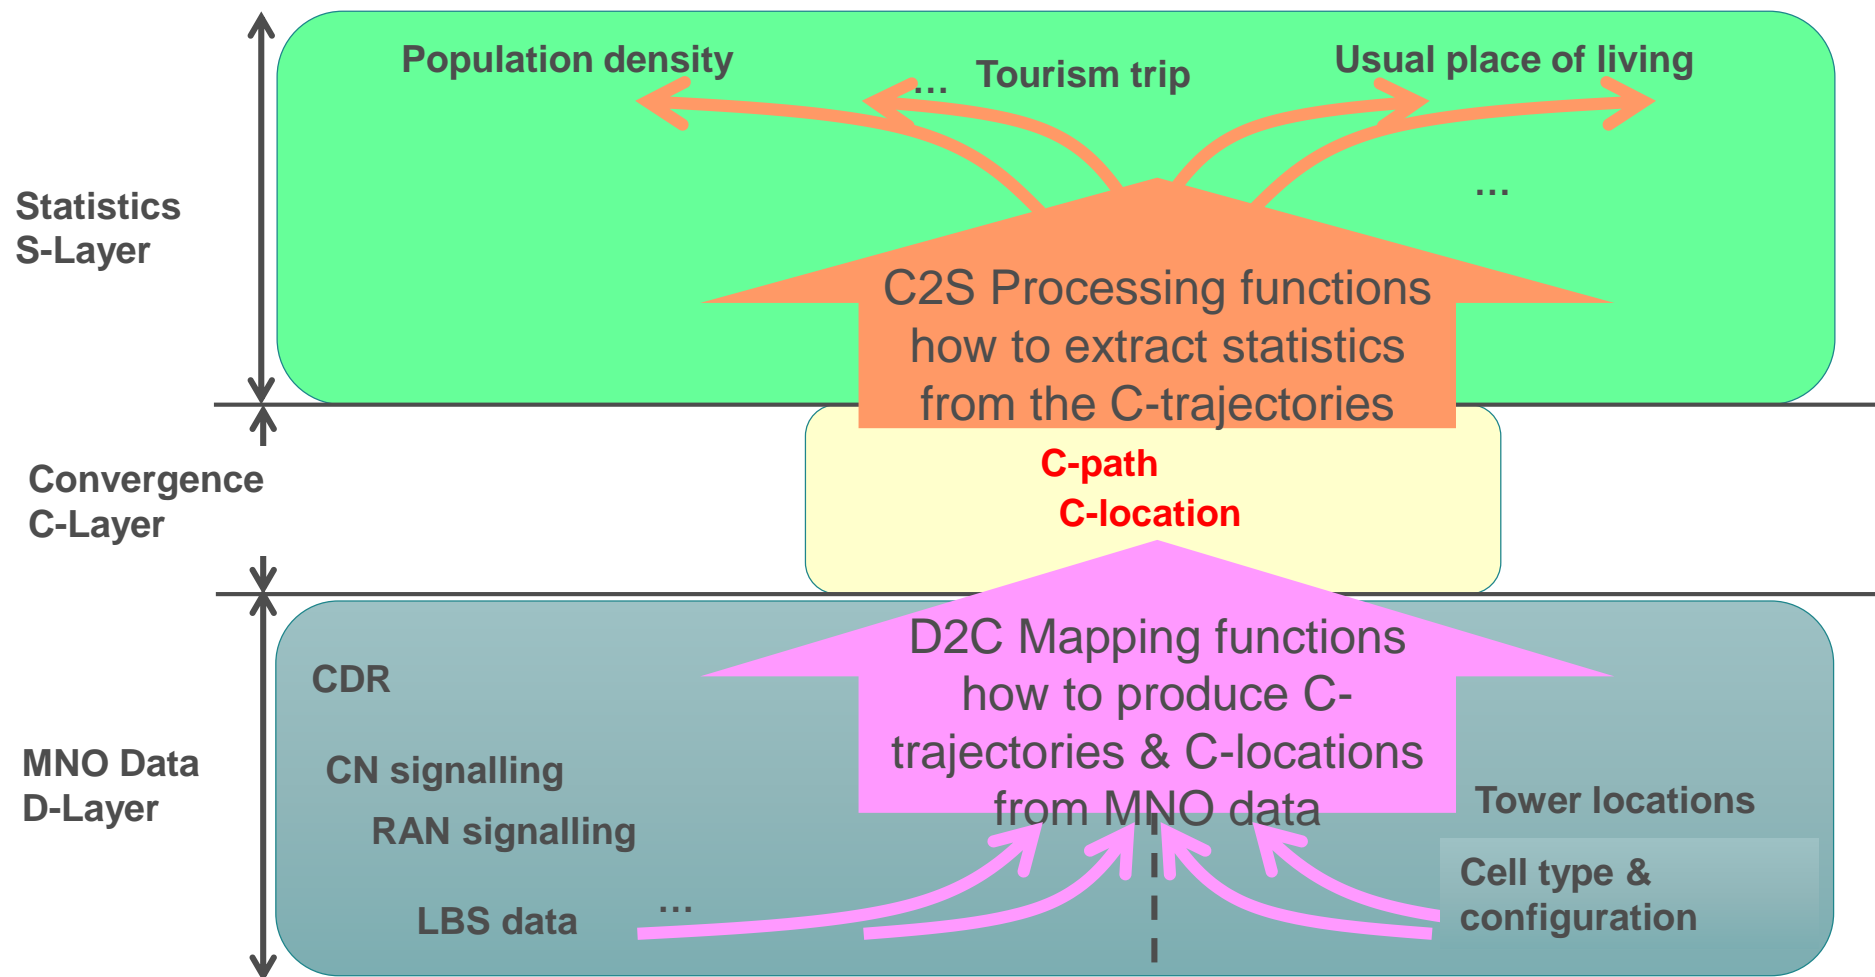 Population density
...
Tourism trip
Usual place of living
...
Statistics
S-Layer
C2S Processing functions
how to extract statistics
from the C-trajectories
Convergence
C-Layer
C-path
C-location
MNO Data
D-Layer
D2C Mapping functions
how to produce C-
trajectories & C-locations
from MNO data
CDR
CN signalling
RAN signalling
LBS data
...
Tower locations
Cell type &
configuration